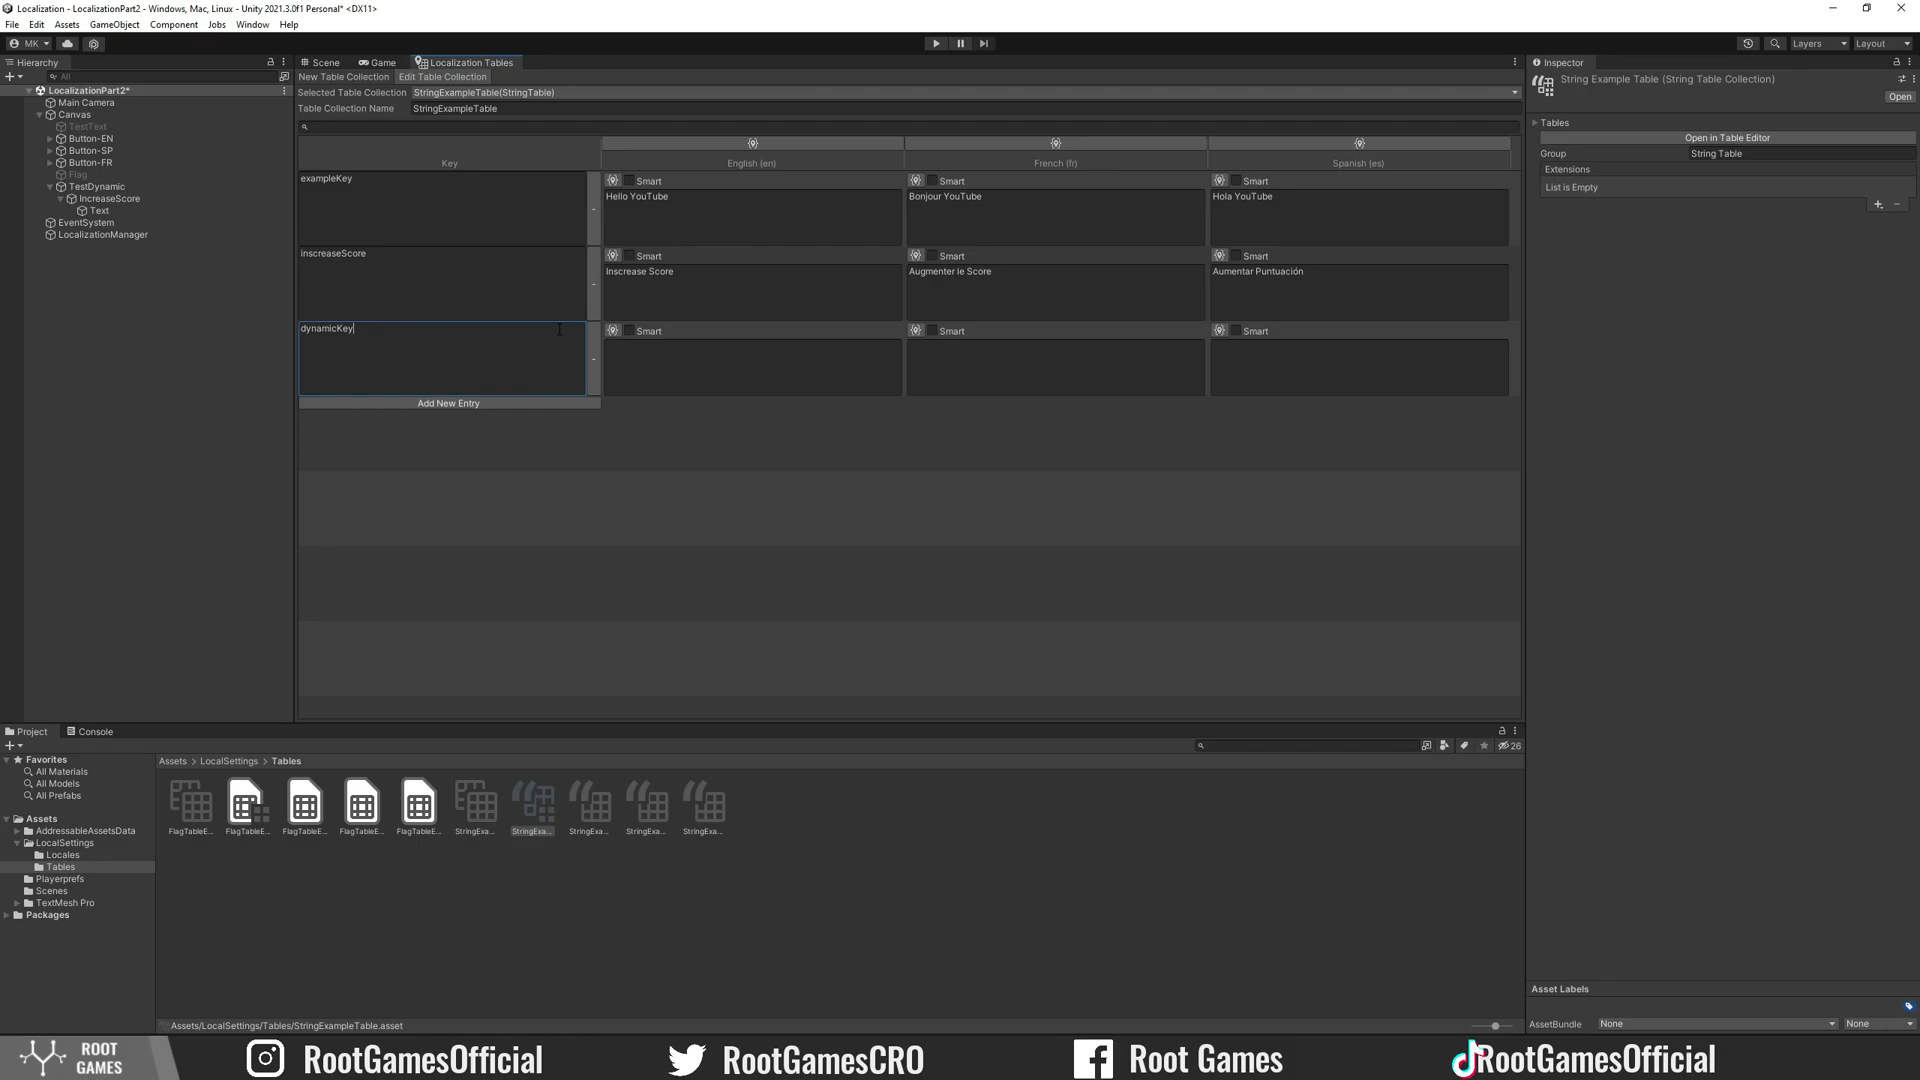 Localization - LocalizationPart2 - Windows, Mac, Linux - Unity 2021.3.0f1 Personal* <DX11>
File Edit Assets GameObject Component Jobs Window Help
MK Layers Layout
Hierarchy
All
LocalizationPart2*
Main Camera
Canvas
TestText
Button-EN
Button-SP
Button-FR
Flag
TestDynamic
IncreaseScore
Text
EventSystem
LocalizationManager
Scene Game Localization Tables
New Table Collection Edit Table Collection
Selected Table Collection StringExampleTable(StringTable)
Table Collection Name StringExampleTable
Key English (en) French (fr) Spanish (es)
exampleKey Smart Smart Smart
Hello YouTube Bonjour YouTube Hola YouTube
-
inscreaseScore Smart Smart Smart
Inscrease Score Augmenter le Score Aumentar Puntuación
-
dynamicKey Smart Smart Smart
-
Add New Entry
Inspector
String Example Table (String Table Collection)
Open
Tables
Open in Table Editor
Group String Table
Extensions
List is Empty
Asset Labels
AssetBundle None None
Project Console
26
Favorites
All Materials
All Models
All Prefabs
Assets
AddressableAssetsData
LocalSettings
Locales
Tables
Playerprefs
Scenes
TextMesh Pro
Packages
Assets > LocalSettings > Tables
FlagTableE... FlagTableE... FlagTableE... FlagTableE... FlagTableE... StringExa... StringExa... StringExa... StringExa... StringExa...
Assets/LocalSettings/Tables/StringExampleTable.asset
ROOT GAMES RootGamesOfficial RootGamesCRO Root Games RootGamesOfficial